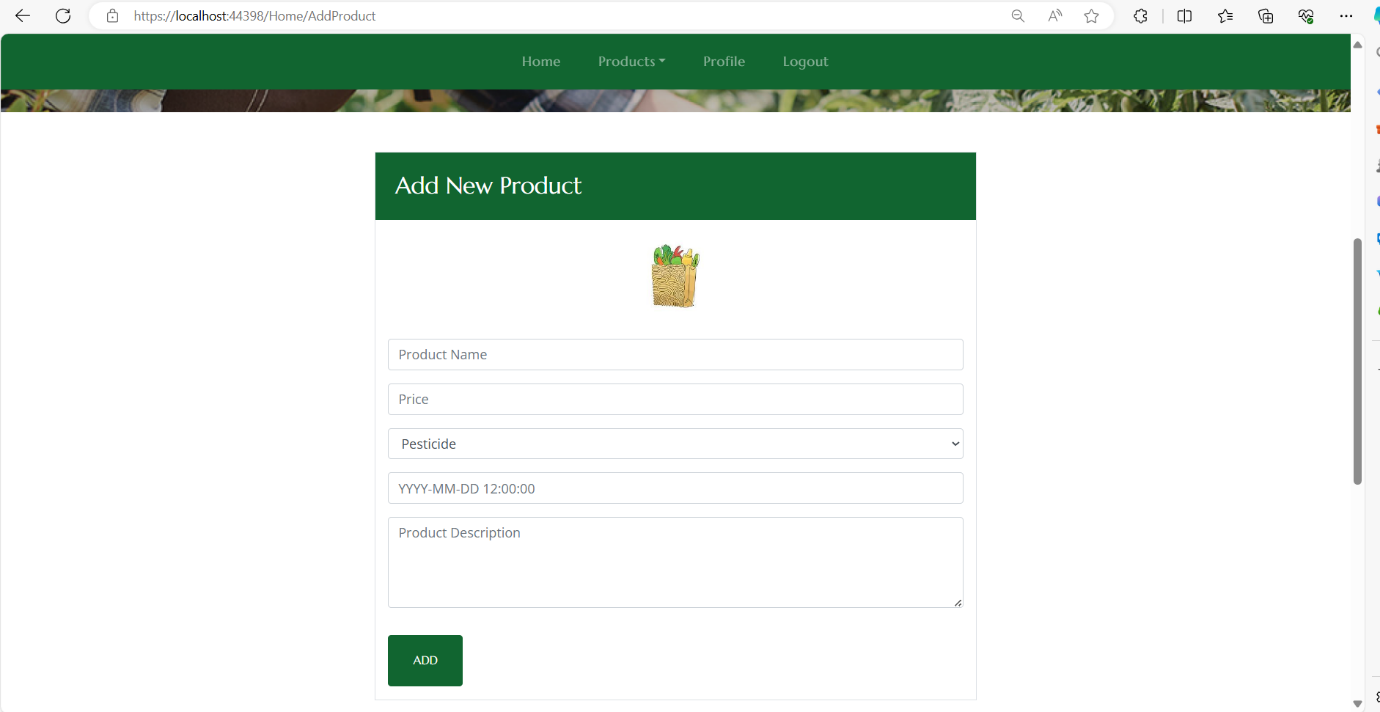 https://localhost:44398/Home/AddProduct
Home Products Profile Logout
Add New Product
Product Name
Price
Pesticide
YYYY-MM-DD 12:00:00
Product Description
ADD